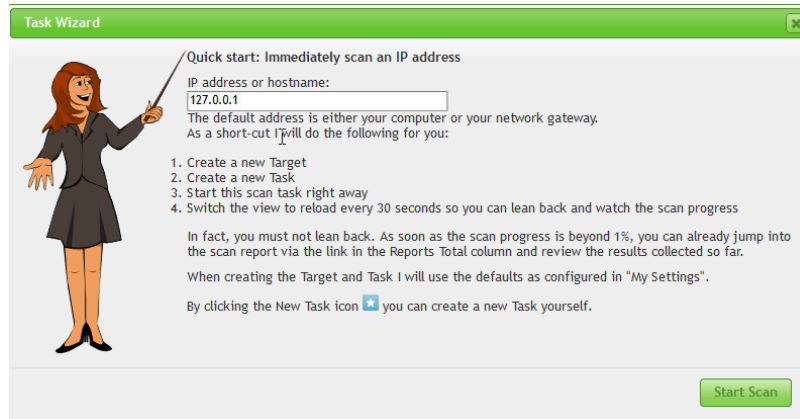 Task Wizard
Quick start: Immediately scan an IP address
IP address or hostname:
127.0.0.1
The default address is either your computer or your network gateway.
As a short-cut I will do the following for you:
1. Create a new Target
2. Create a new Task
3. Start this scan task right away
4. Switch the view to reload every 30 seconds so you can lean back and watch the scan progress
In fact, you must not lean back. As soon as the scan progress is beyond 1%, you can already jump into
the scan report via the link in the Reports Total column and review the results collected so far.
When creating the Target and Task I will use the defaults as configured in "My Settings".
By clicking the New Task icon you can create a new Task yourself.
Start Scan